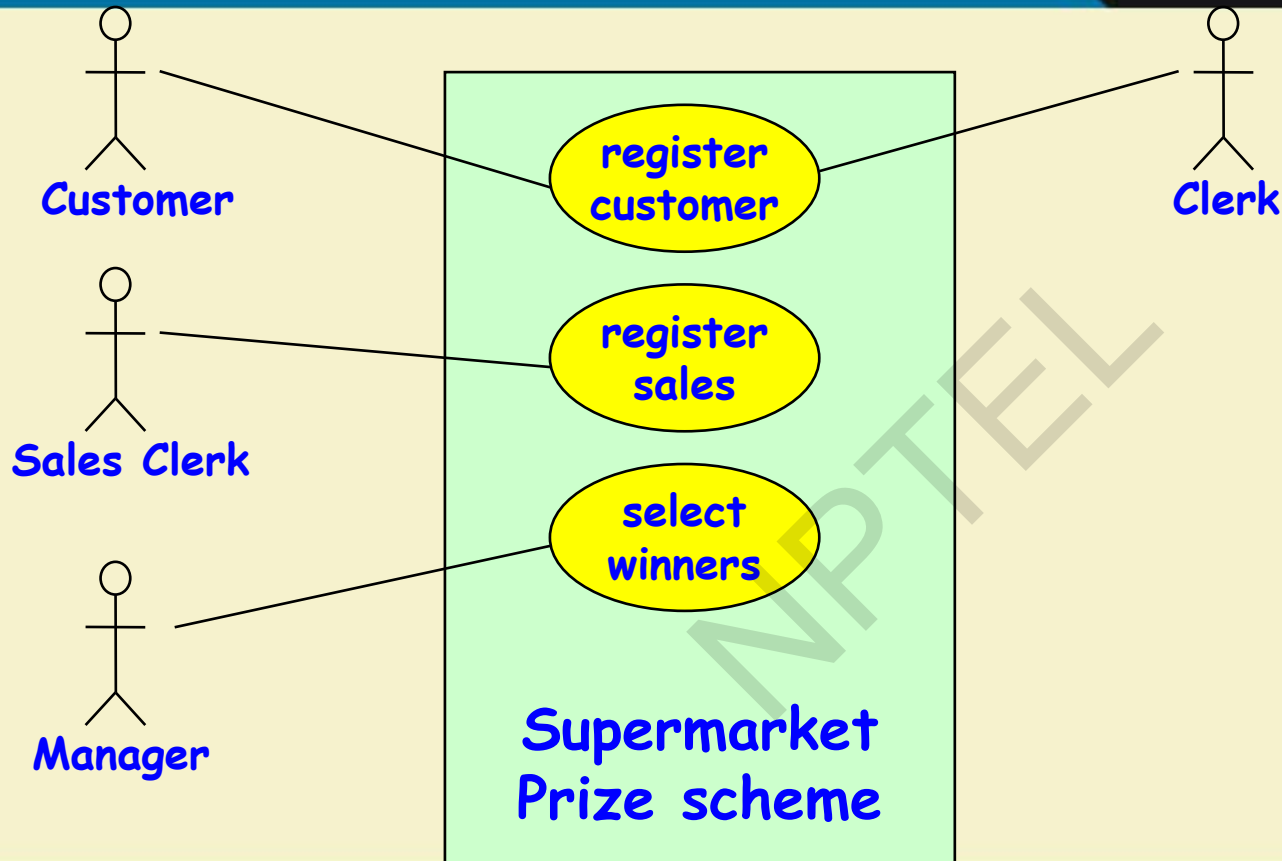 register
customer
Customer
Clerk
register
sales
Sales Clerk
select
winners
Manager
Supermarket
Prize scheme
NPTEL